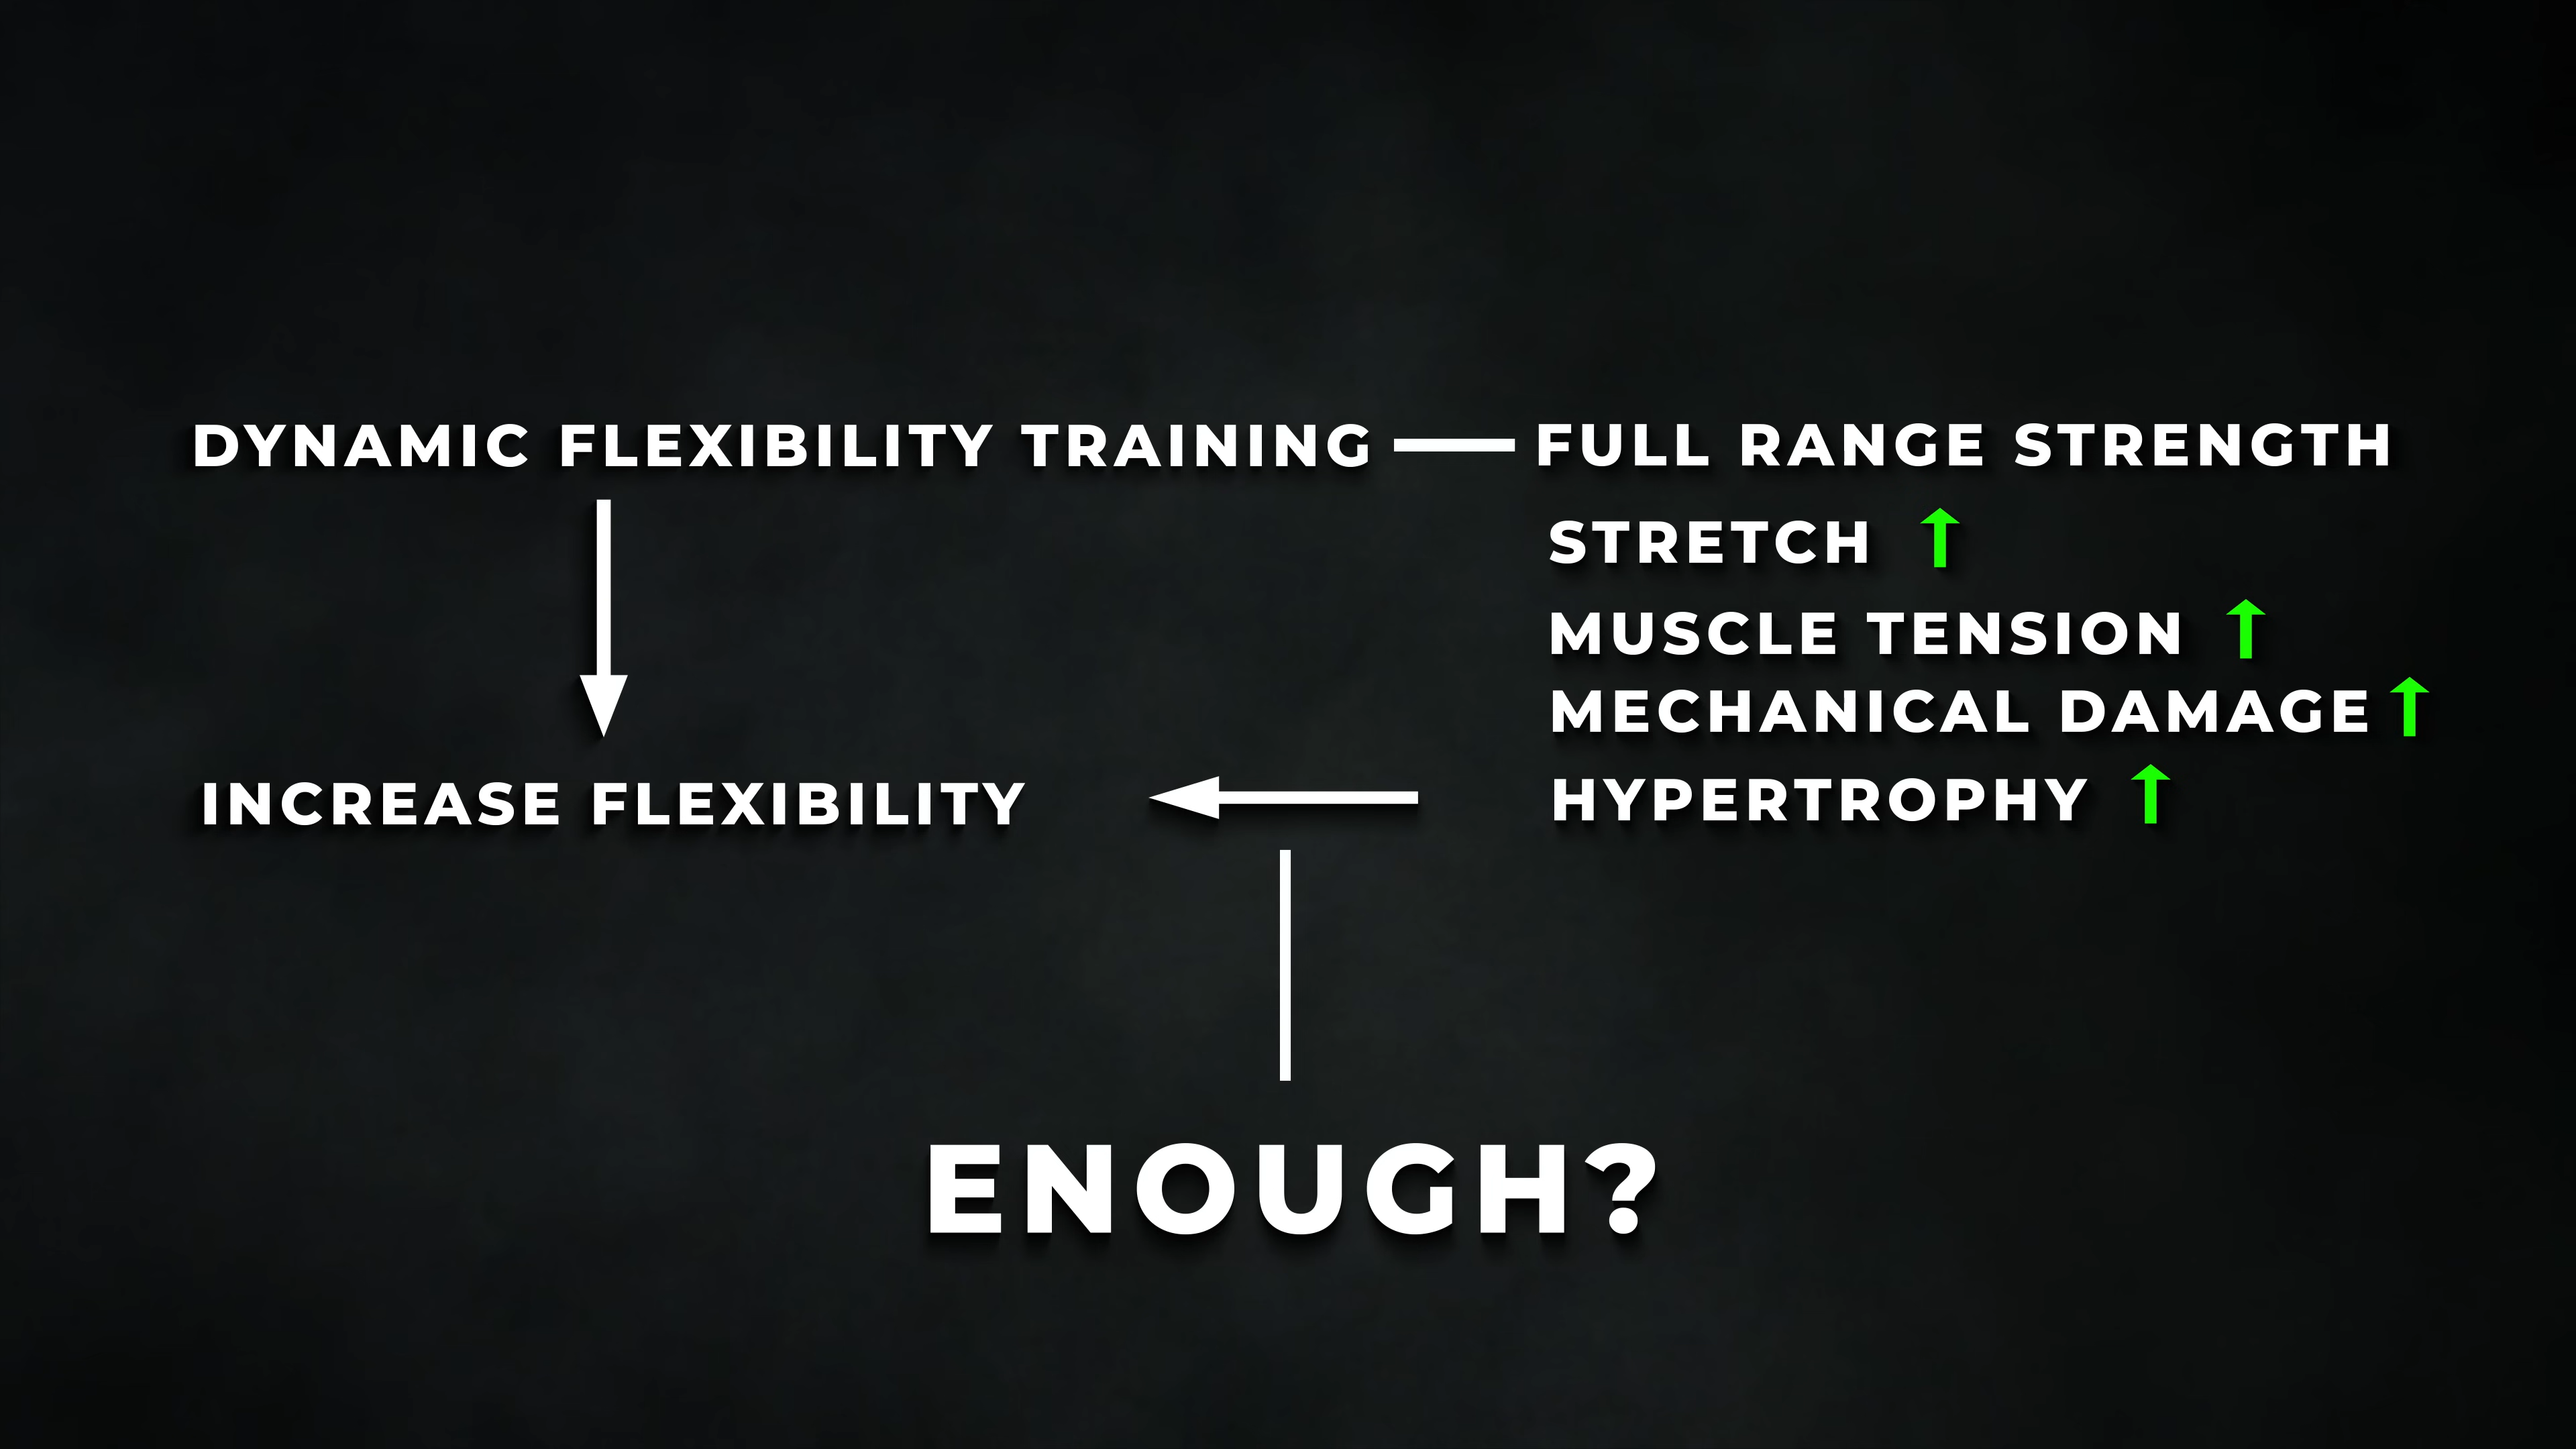 DYNAMIC FLEXIBILITY TRAINING — FULL RANGE STRENGTH
STRETCH ↑
MUSCLE TENSION ↑
MECHANICAL DAMAGE ↑
INCREASE FLEXIBILITY ← HYPERTROPHY ↑
ENOUGH?